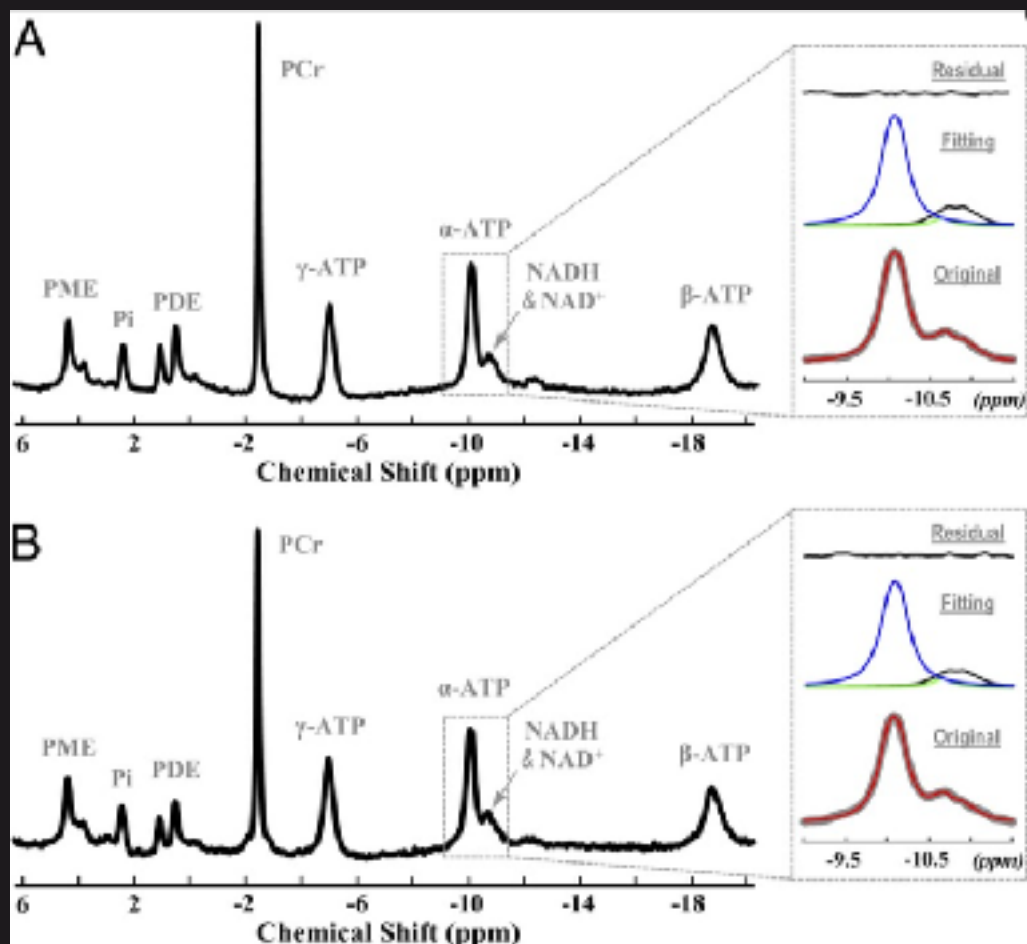 A
PCr
α-ATP
γ-ATP
NADH
& NAD⁺
PME
Pi
PDE
β-ATP
6 2 -2 -6 -10 -14 -18
Chemical Shift (ppm)
Residual
Fitting
Original
-9.5 -10.5 (ppm)
B
PCr
α-ATP
γ-ATP
NADH
& NAD⁺
PME
Pi
PDE
β-ATP
6 2 -2 -6 -10 -14 -18
Chemical Shift (ppm)
Residual
Fitting
Original
-9.5 -10.5 (ppm)